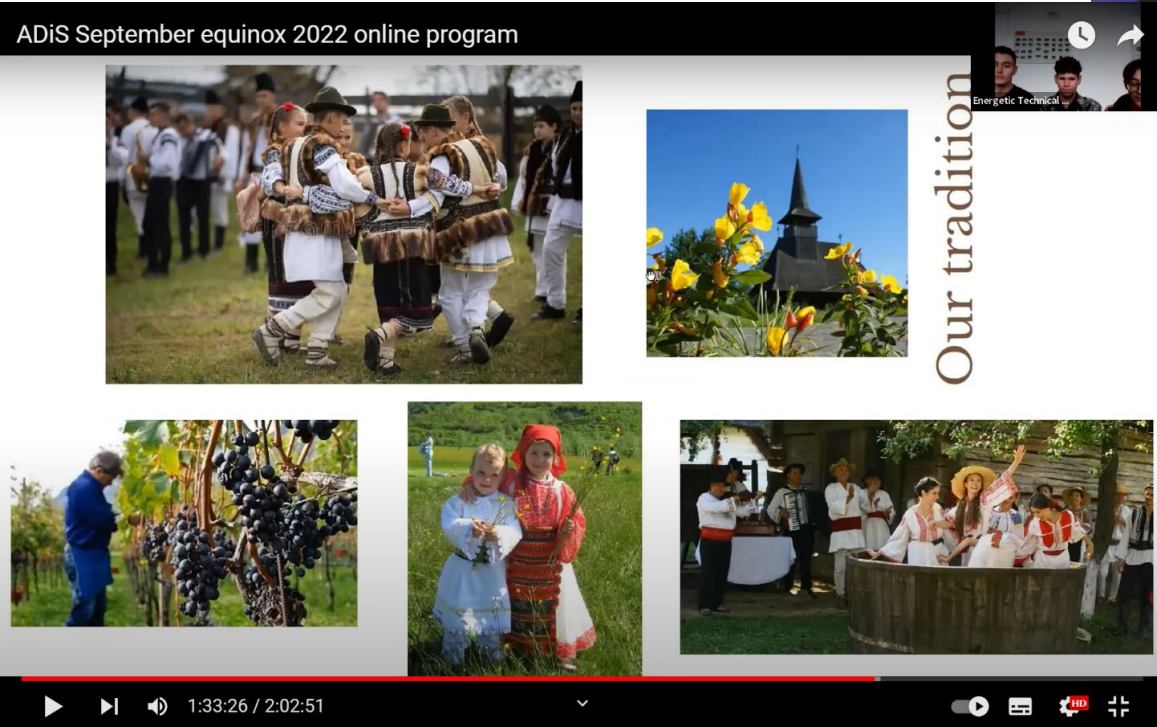 ADiS September equinox 2022 online program
Energetic Technical ...
Our tradition
1:33:26 / 2:02:51
HD